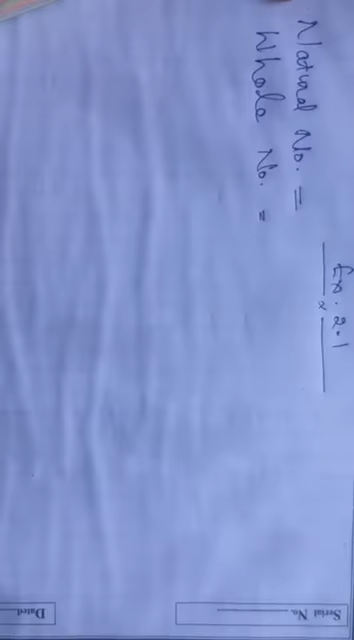 Serial No.
Dated
Ex. 2.1
Natural No. =
Whole No. =